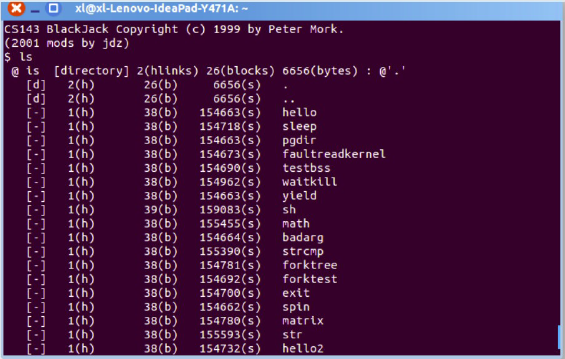 xl@xl-Lenovo-IdeaPad-Y471A: ~
CS143 BlackJack Copyright (c) 1999 by Peter Mork.
(2001 mods by jdz)
$ ls
@ is [directory] 2(hlinks) 26(blocks) 6656(bytes) : @'.'
[d] 2(h) 26(b) 6656(s) .
[d] 2(h) 26(b) 6656(s) ..
[-] 1(h) 38(b) 154663(s) hello
[-] 1(h) 38(b) 154718(s) sleep
[-] 1(h) 38(b) 154663(s) pgdir
[-] 1(h) 38(b) 154673(s) faultreadkernel
[-] 1(h) 38(b) 154690(s) testbss
[-] 1(h) 38(b) 154962(s) waitkill
[-] 1(h) 38(b) 154663(s) yield
[-] 1(h) 39(b) 159083(s) sh
[-] 1(h) 38(b) 155455(s) math
[-] 1(h) 38(b) 154664(s) badarg
[-] 1(h) 38(b) 155390(s) strcmp
[-] 1(h) 38(b) 154781(s) forktree
[-] 1(h) 38(b) 154692(s) forktest
[-] 1(h) 38(b) 154700(s) exit
[-] 1(h) 38(b) 154662(s) spin
[-] 1(h) 38(b) 154780(s) matrix
[-] 1(h) 38(b) 155593(s) str
[-] 1(h) 38(b) 154732(s) hello2